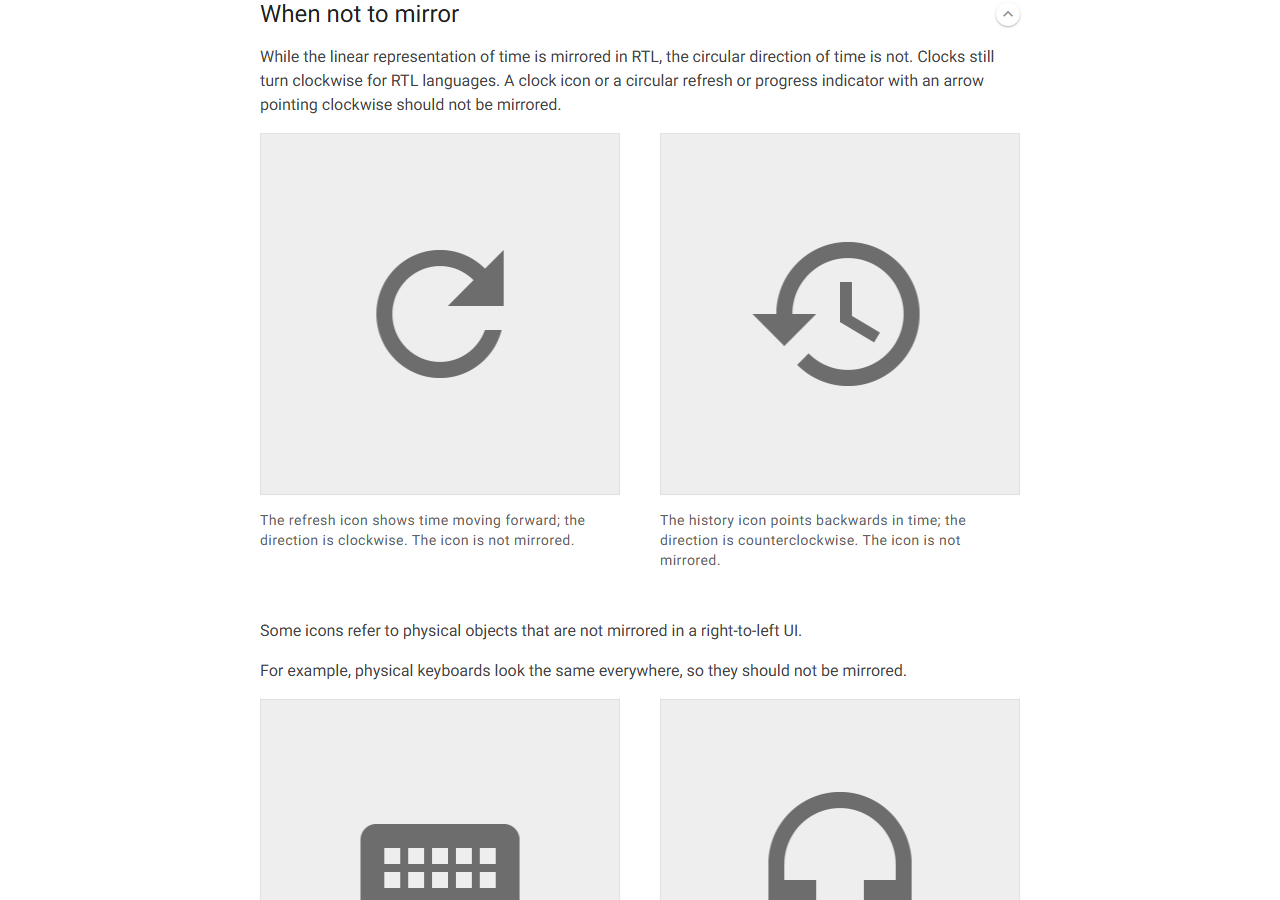 When not to mirror
While the linear representation of time is mirrored in RTL, the circular direction of time is not. Clocks still
turn clockwise for RTL languages. A clock icon or a circular refresh or progress indicator with an arrow
pointing clockwise should not be mirrored.
The refresh icon shows time moving forward; the
direction is clockwise. The icon is not mirrored.
The history icon points backwards in time; the
direction is counterclockwise. The icon is not
mirrored.
Some icons refer to physical objects that are not mirrored in a right-to-left UI.
For example, physical keyboards look the same everywhere, so they should not be mirrored.